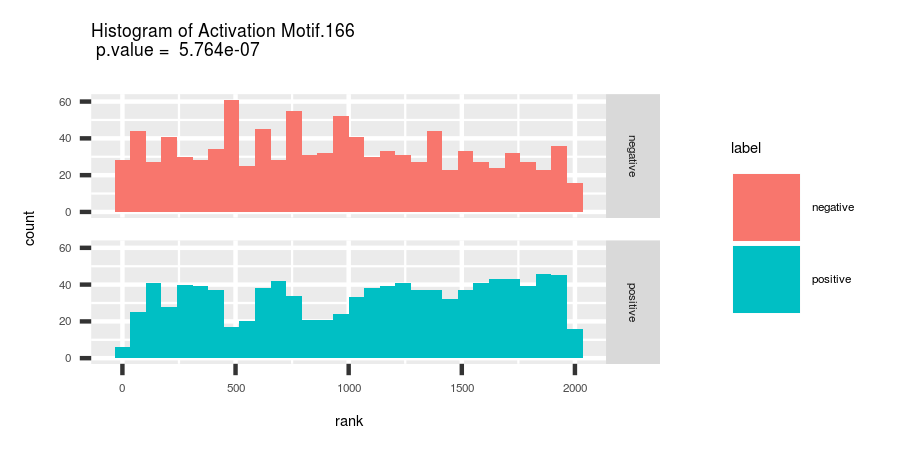 Histogram of Activation Motif.166
p.value =  5.764e-07
count
60
40
20
0
negative
60
40
20
0
positive
0
500
1000
1500
2000
rank
label
negative
positive